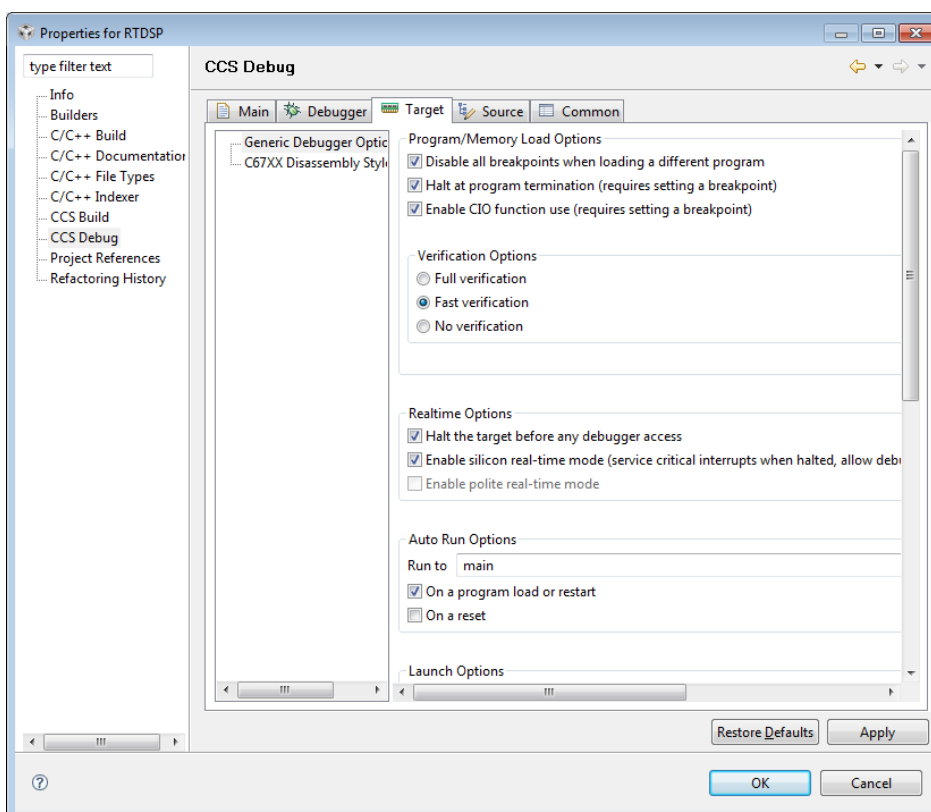 Properties for RTDSP
type filter text
Info
Builders
C/C++ Build
C/C++ Documentation
C/C++ File Types
C/C++ Indexer
CCS Build
CCS Debug
Project References
Refactoring History
CCS Debug
Main
Debugger
Target
Source
Common
Generic Debugger Optic
C67XX Disassembly Style
Program/Memory Load Options
Disable all breakpoints when loading a different program
Halt at program termination (requires setting a breakpoint)
Enable CIO function use (requires setting a breakpoint)
Verification Options
Full verification
Fast verification
No verification
Realtime Options
Halt the target before any debugger access
Enable silicon real-time mode (service critical interrupts when halted, allow debu
Enable polite real-time mode
Auto Run Options
Run to main
On a program load or restart
On a reset
Launch Options
Restore Defaults
Apply
?
OK
Cancel